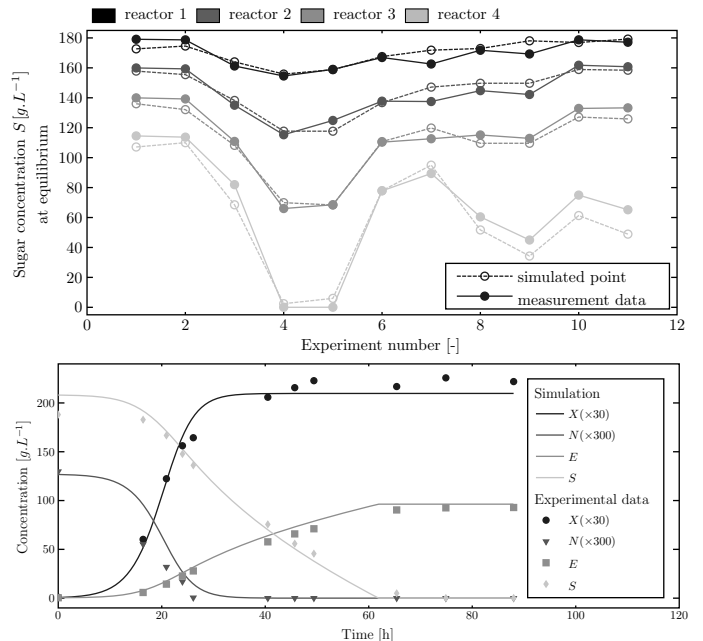 reactor 1 reactor 2 reactor 3 reactor 4
180
160
140
120
100
80
60
40
20
0
Sugar concentration S [g.L⁻¹]
at equilibrium
simulated point
measurement data
0 2 4 6 8 10 12
Experiment number [-]
200
150
100
50
0
Concentration [g.L⁻¹]
Simulation
X(×30)
N(×300)
E
S
Experimental data
X(×30)
N(×300)
E
S
0 20 40 60 80 100 120
Time [h]